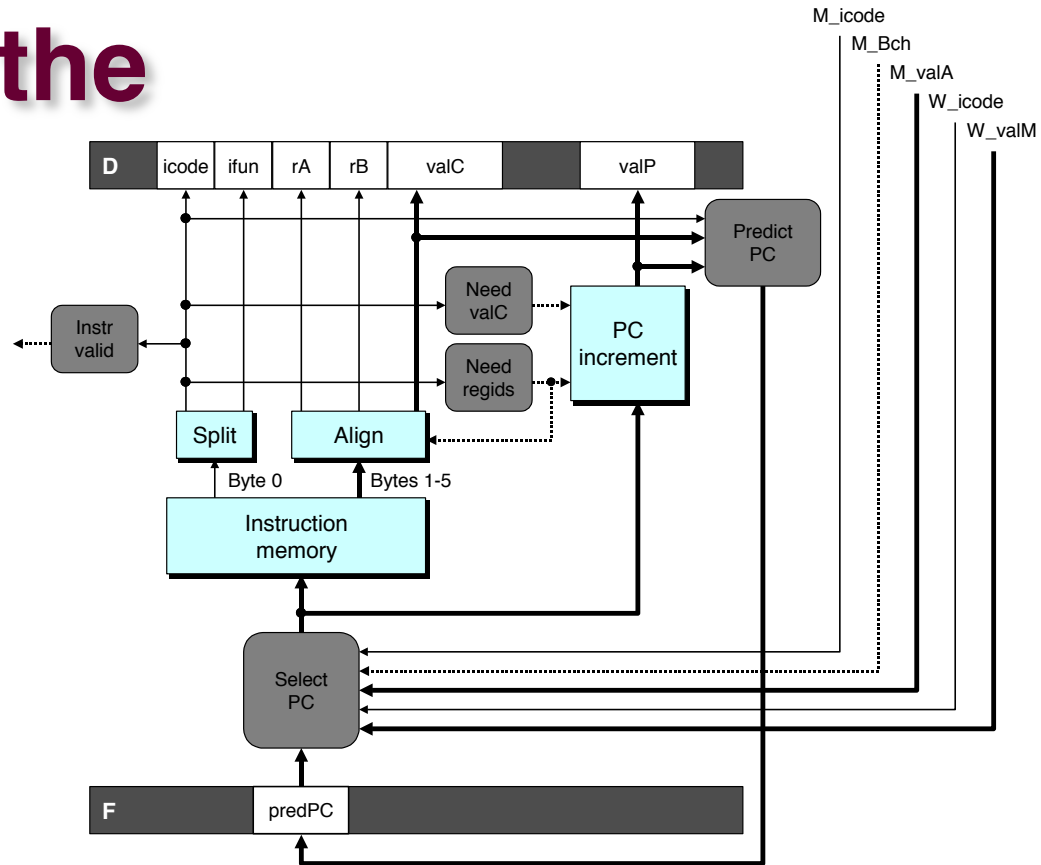 the
M_icode
M_Bch
M_valA
W_icode
W_valM
D
icode
ifun
rA
rB
valC
valP
Predict
PC
Need
valC
PC
increment
Instr
valid
Need
regids
Split
Align
Byte 0
Bytes 1-5
Instruction
memory
Select
PC
F
predPC